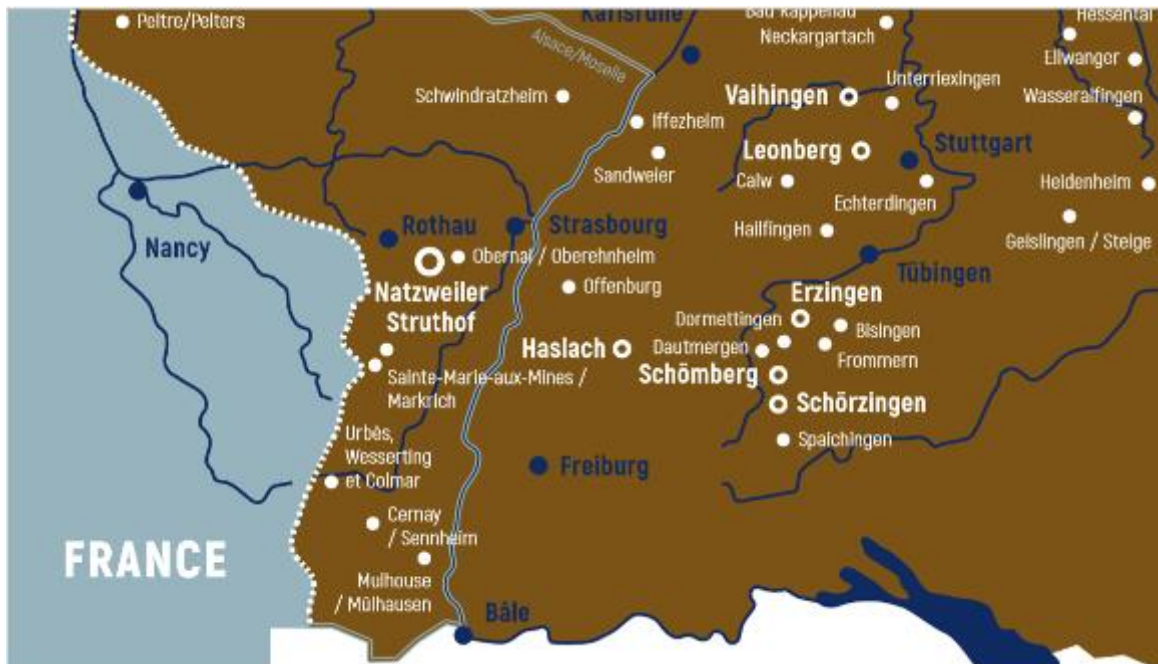 Karlsruhe
Bad Rappenau
Neckargartach
Hessental
Peltre/Pelters
Ellwanger
Alsace/Moselle
Unterriexingen
Schwindratzheim
Vaihingen
Wasseralfingen
Iffezheim
Leonberg
Stuttgart
Sandweier
Calw
Heidenheim
Echterdingen
Nancy
Rothau
Strasbourg
Hailfingen
Geislingen / Steige
Obernai / Oberehnheim
Tübingen
Natzweiler
Struthof
Offenburg
Erzingen
Dormettingen
Bisingen
Haslach
Dautmergen
Frommern
Sainte-Marie-aux-Mines /
Markrich
Schömberg
Schörzingen
Urbès,
Wesserting
et Colmar
Spaichingen
Freiburg
Cernay
/ Sennheim
FRANCE
Mulhouse
/ Mülhausen
Bâle